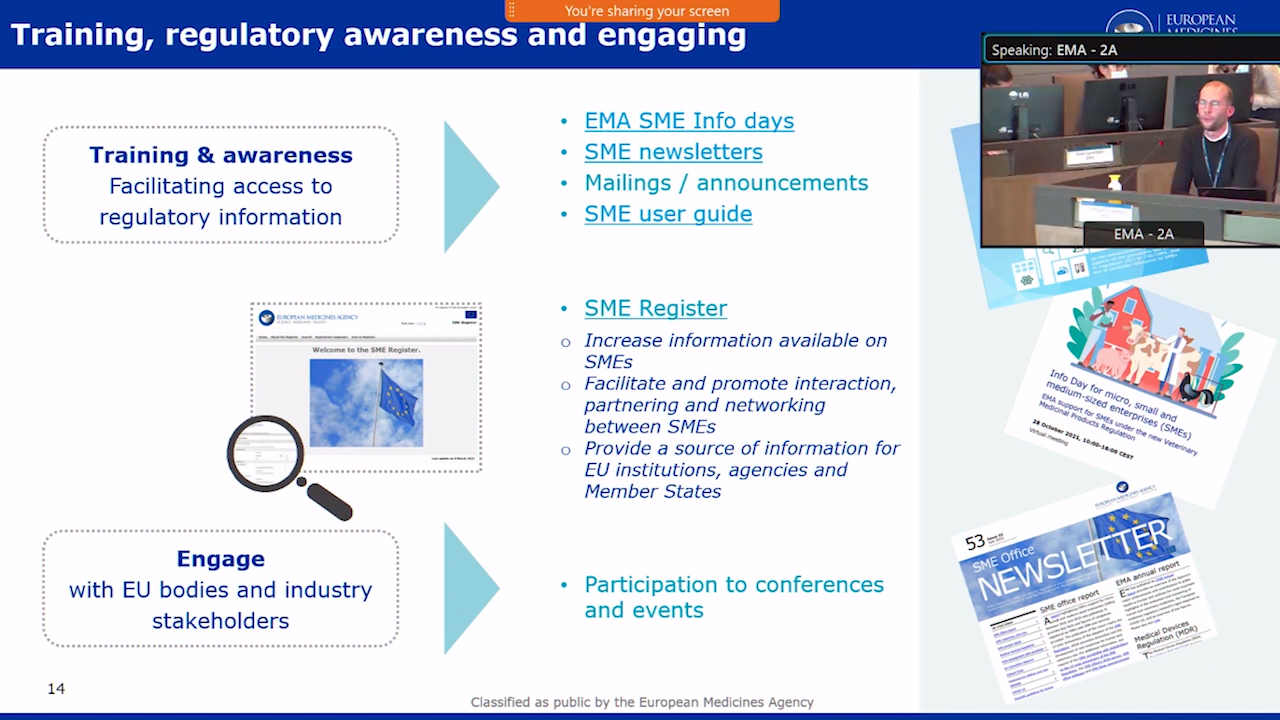 You're sharing your screen
Training, regulatory awareness and engaging
EUROPEAN
MEDICINES
Speaking: EMA - 2A
LG
EMA - 2A
Training & awareness
Facilitating access to
regulatory information
• EMA SME Info days
• SME newsletters
• Mailings / announcements
• SME user guide
EUROPEAN MEDICINES AGENCY
SME Register
Welcome to the SME Register.
• SME Register
o Increase information available on
SMEs
o Facilitate and promote interaction,
partnering and networking
between SMEs
o Provide a source of information for
EU institutions, agencies and
Member States
Info Day for micro, small and
medium-sized enterprises (SMEs)
EMA support for SMEs under the new Veterinary
Medicinal Products Regulation
28 October 2021, 10:00-16:00 CEST
Virtual meeting
Engage
with EU bodies and industry
stakeholders
• Participation to conferences
and events
EUROPEAN MEDICINES AGENCY
53
SME Office
NEWSLETTER
SME office report
EMA annual report
Medical Devices
Regulation (MDR)
14
Classified as public by the European Medicines Agency